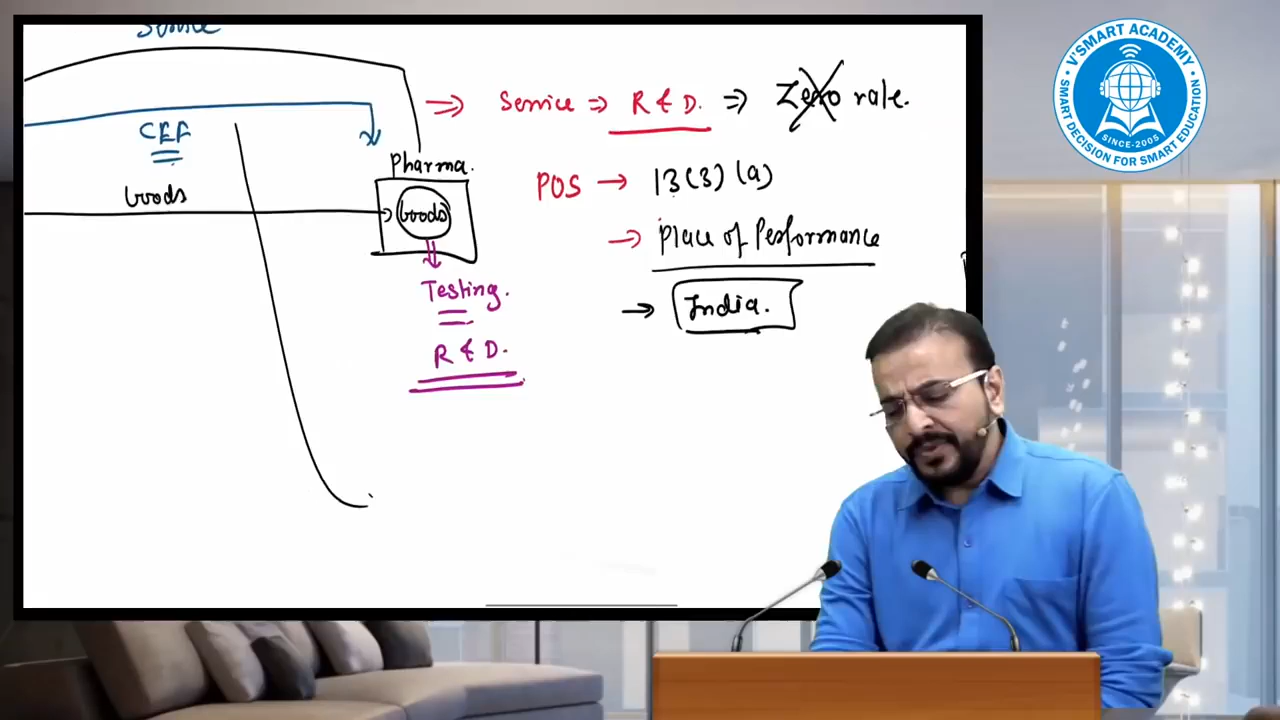 Service
→ Service ⇒ R & D. ⇒ Zero rate.
CEF
Pharma.
POS → 13(3)(a)
Goods
Goods
→ Place of Performance
Testing.
→ India.
R & D.
V'SMART ACADEMY
SINCE-2005
SMART DECISION FOR SMART EDUCATION